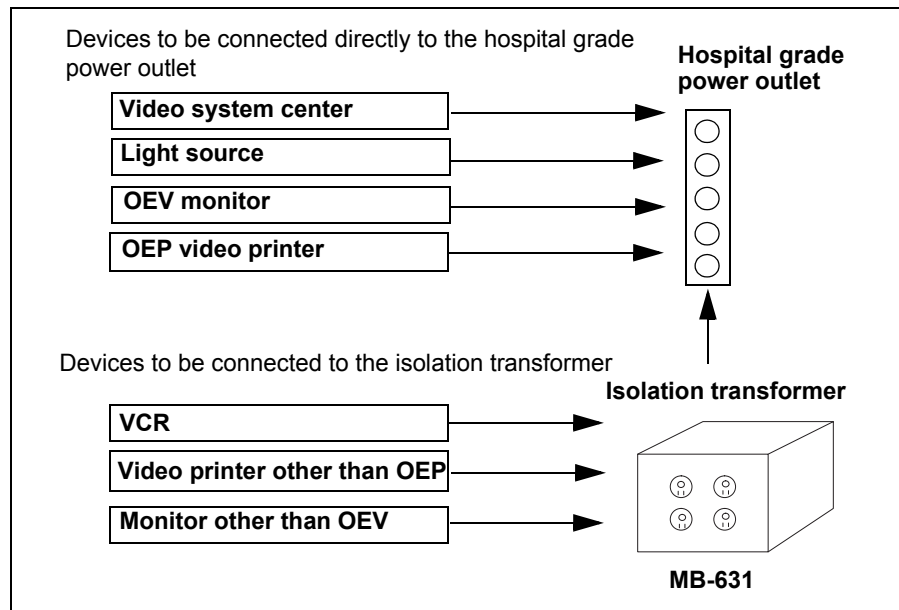 Devices to be connected directly to the hospital grade
power outlet
Hospital grade
power outlet
Video system center
Light source
OEV monitor
OEP video printer
Devices to be connected to the isolation transformer
Isolation transformer
VCR
Video printer other than OEP
Monitor other than OEV
MB-631